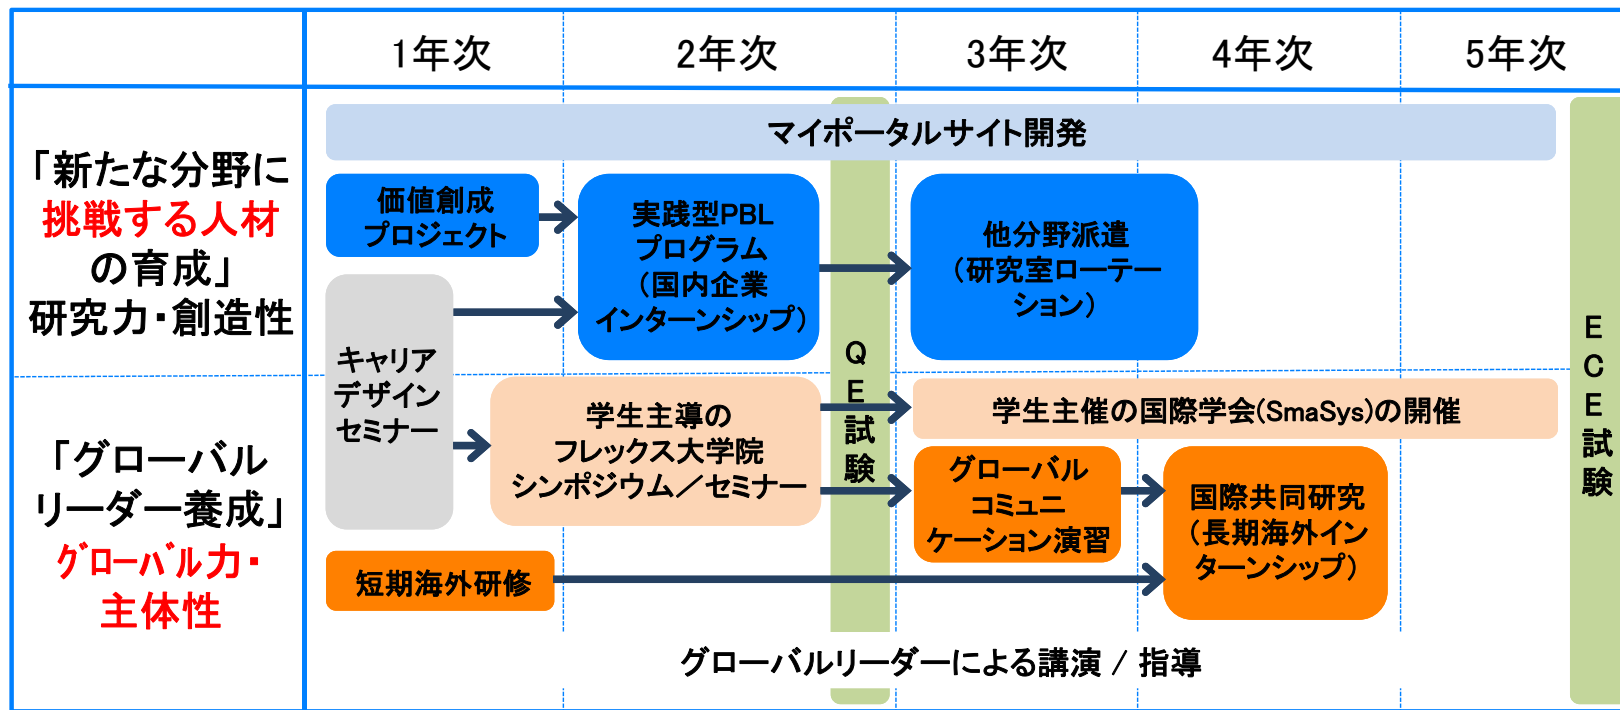 1年次
2年次
3年次
4年次
5年次
「新たな分野に
挑戦する人材
の育成」
研究力・創造性
マイポータルサイト開発
価値創成
プロジェクト
実践型PBL
プログラム
（国内企業
インターンシップ）
他分野派遣
（研究室ローテー
ション）
キャリア
デザイン
セミナー
「グローバル
リーダー養成」
グローバル力・
主体性
学生主導の
フレックス大学院
シンポジウム／セミナー
学生主催の国際学会(SmaSys)の開催
グローバル
コミュニ
ケーション演習
国際共同研究
（長期海外イン
ターンシップ）
短期海外研修
グローバルリーダーによる講演 / 指導
QE試験
ECE試験